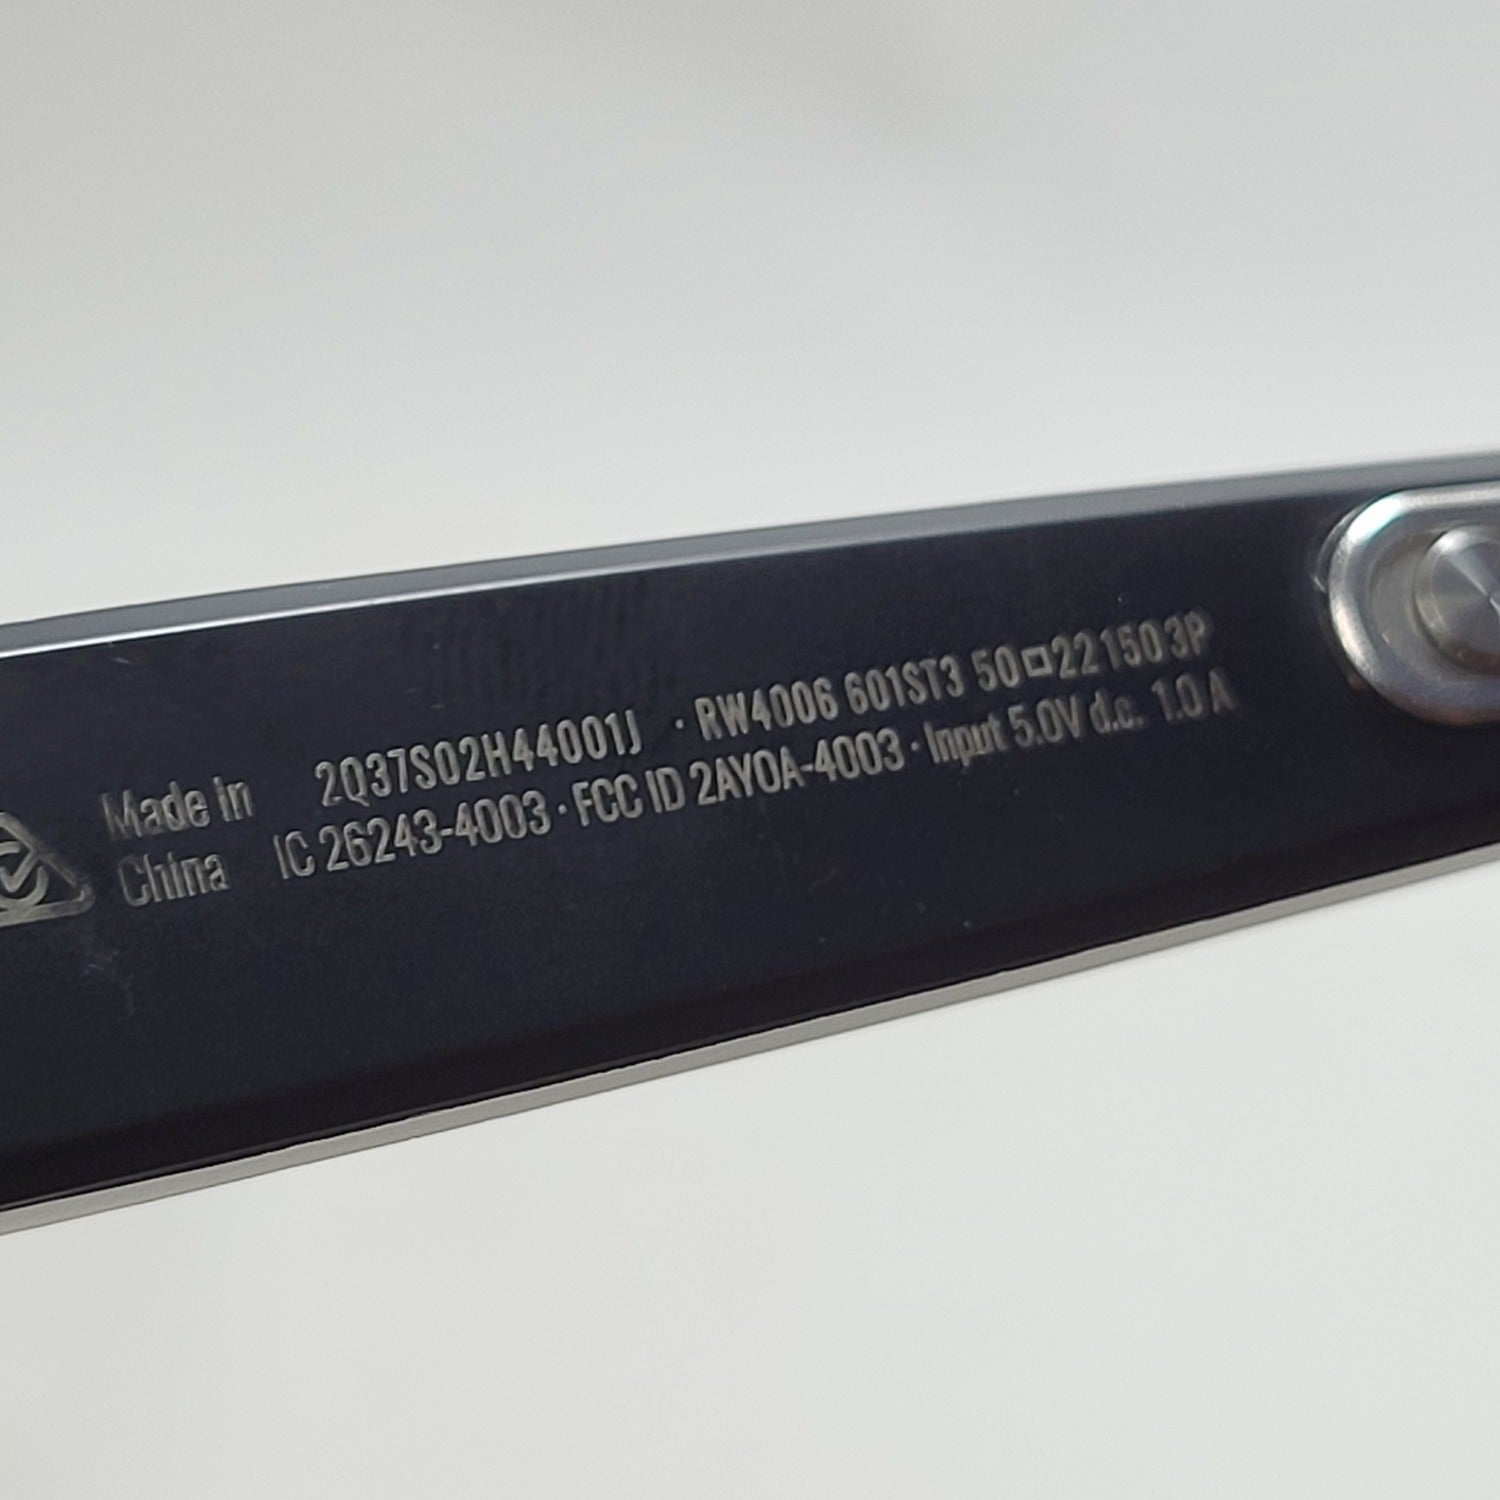 Made in 2Q37S02H44001J · RW4006 601ST3 50□22 150 3P
China IC 26243-4003 · FCC ID 2AYOA-4003 · Input 5.0V d.c. 1.0 A